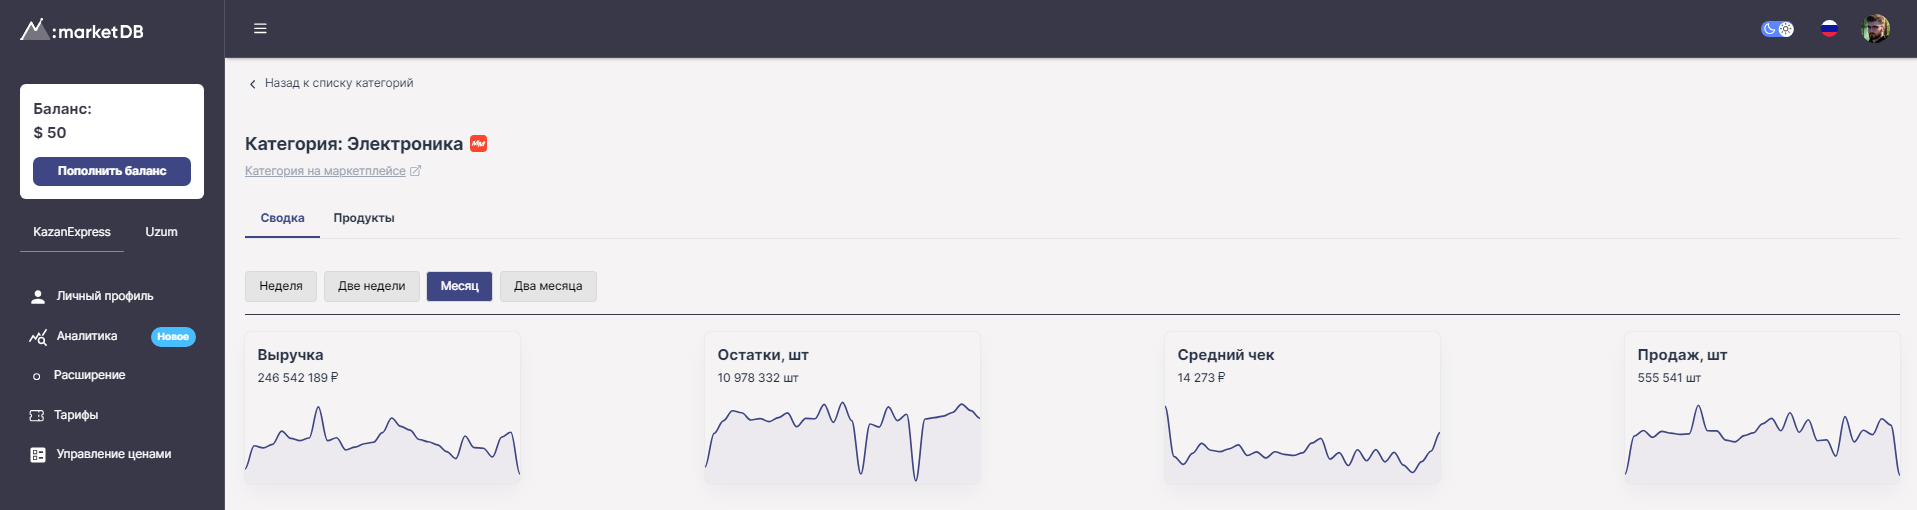 :marketDB
Баланс:
$ 50
Пополнить баланс
KazanExpress Uzum
Личный профиль
Аналитика Новое
Расширение
Тарифы
Управление ценами
Назад к списку категорий
Категория: Электроника
Категория на маркетплейсе
Сводка Продукты
Неделя Две недели Месяц Два месяца
Выручка
246 542 189 ₽
Остатки, шт
10 978 332 шт
Средний чек
14 273 ₽
Продаж, шт
555 541 шт